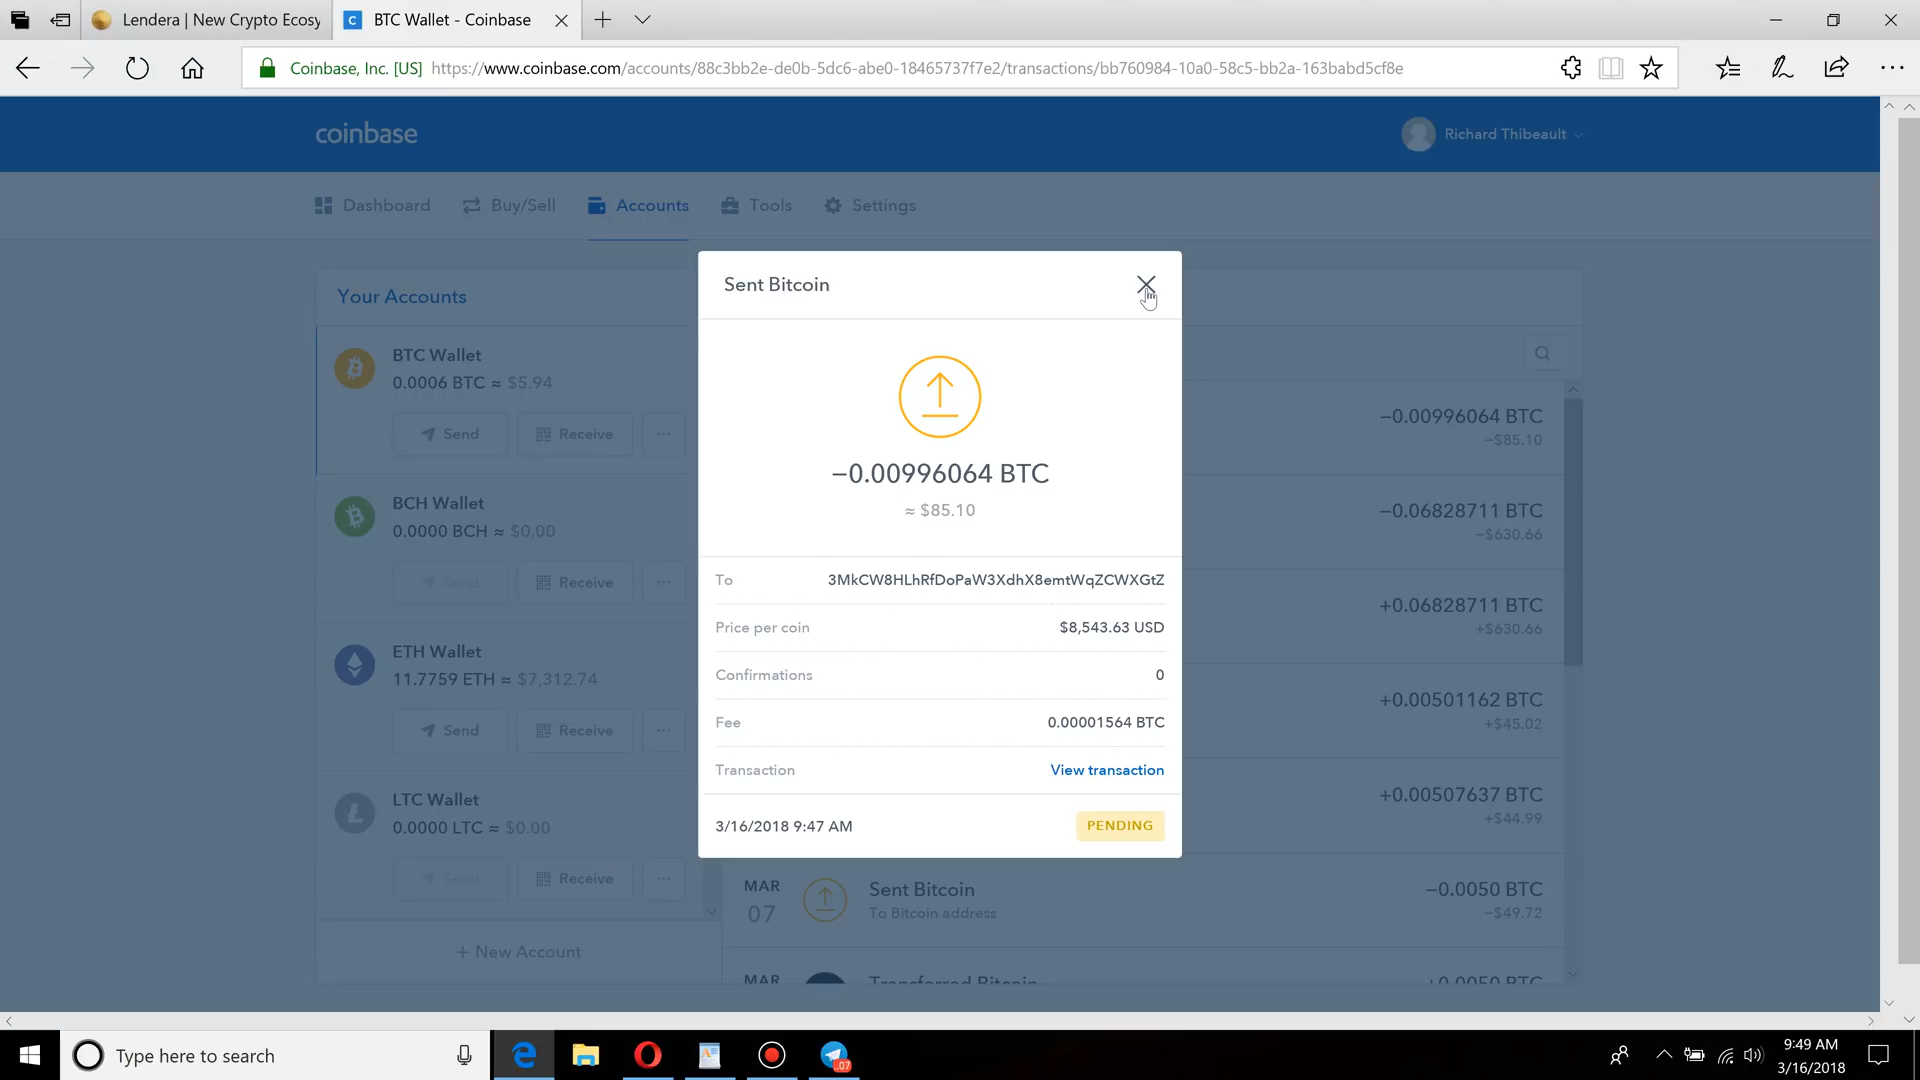 Lendera | New Crypto Ecosy
BTC Wallet - Coinbase
Coinbase, Inc. [US] https://www.coinbase.com/accounts/88c3bb2e-de0b-5dc6-abe0-18465737f7e2/transactions/bb760984-10a0-58c5-bb2a-163babd5cf8e
coinbase
Richard Thibeault
Dashboard
Buy/Sell
Accounts
Tools
Settings
Your Accounts
BTC Wallet
0.0006 BTC ≈ $5.94
Send
Receive
BCH Wallet
0.0000 BCH ≈ $0.00
Send
Receive
ETH Wallet
11.7759 ETH ≈ $7,312.74
Send
Receive
LTC Wallet
0.0000 LTC ≈ $0.00
Send
Receive
+ New Account
Sent Bitcoin
−0.00996064 BTC
≈ $85.10
To 3MkCW8HLhRfDoPaW3XdhX8emtWqZCWXGtZ
Price per coin $8,543.63 USD
Confirmations 0
Fee 0.00001564 BTC
Transaction View transaction
3/16/2018 9:47 AM PENDING
−0.00996064 BTC
−$85.10
−0.06828711 BTC
−$630.66
+0.06828711 BTC
+$630.66
+0.00501162 BTC
+$45.02
+0.00507637 BTC
+$44.99
MAR
07
Sent Bitcoin
To Bitcoin address
−0.0050 BTC
−$49.72
MAR
Transferred Bitcoin
+0.0050 BTC
Type here to search
.07
9:49 AM
3/16/2018